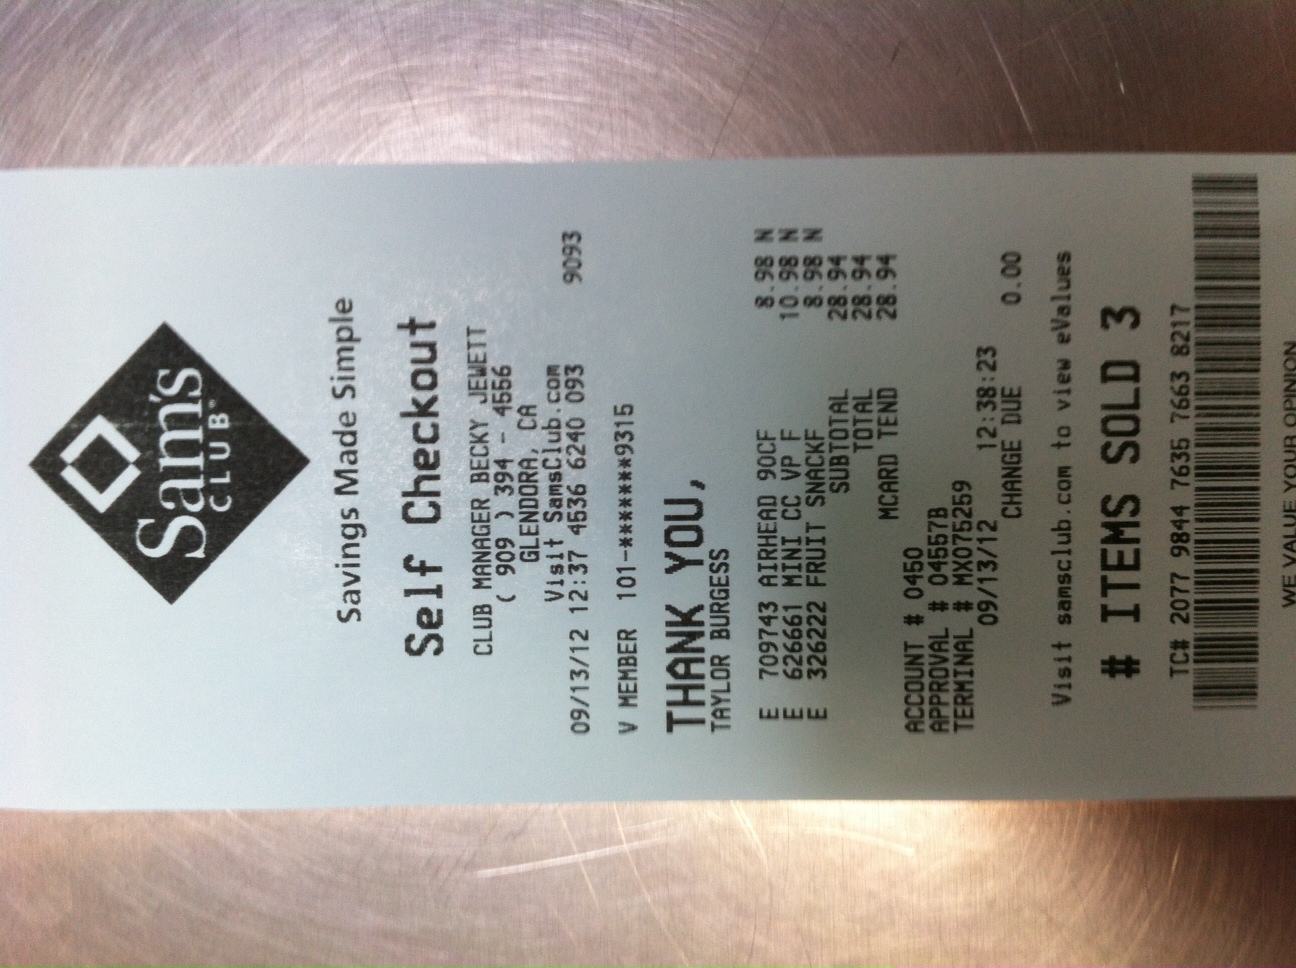 Sam's
CLUB®
Savings Made Simple
Self Checkout
CLUB MANAGER BECKY JEWETT
( 909 ) 394 - 4556
GLENDORA, CA
Visit SamsClub.com
09/13/12 12:37 4536 6240 093 9093
V MEMBER 101-*******9315
THANK YOU,
TAYLOR BURGESS
E 709743 AIRHEAD 90CF 8.98 N
E 626661 MINI CC VP F 10.98 N
E 326222 FRUIT SNACKF 8.98 N
SUBTOTAL 28.94
TOTAL 28.94
MCARD TEND 28.94
ACCOUNT # 0450
APPROVAL # 04557B
TERMINAL # MX075259
09/13/12 12:38:23
CHANGE DUE 0.00
Visit samsclub.com to view eValues
# ITEMS SOLD 3
TC# 2077 9844 7635 7663 8217
WE VALUE YOUR OPINION